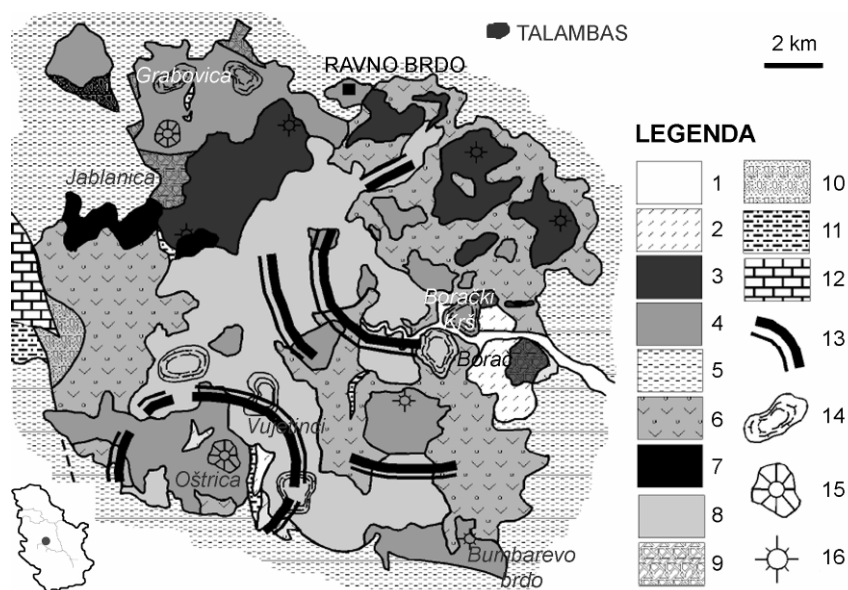 TALAMBAS
2 km
Grabovica
RAVNO BRDO
LEGENDA
Jablanica
Borački
Krš
Borač
Vujetinci
Oštrica
Bumbarevo
brdo
1
2
3
4
5
6
7
8
9
10
11
12
13
14
15
16